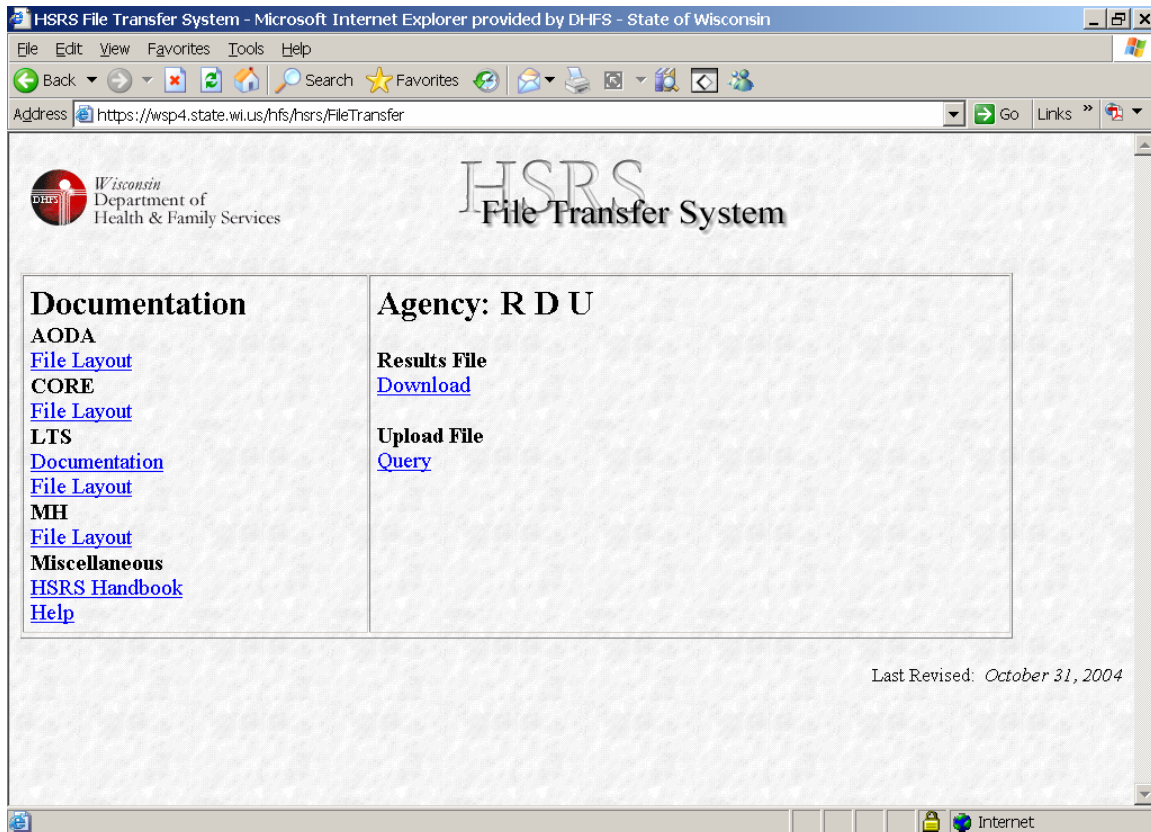 HSRS File Transfer System - Microsoft Internet Explorer provided by DHFS - State of Wisconsin
File Edit View Favorites Tools Help
Back Search Favorites
Address https://wsp4.state.wi.us/hfs/hsrs/FileTransfer Go Links »
DHFS
Wisconsin
Department of
Health & Family Services
HSRS
File Transfer System
Documentation
AODA
File Layout
CORE
File Layout
LTS
Documentation
File Layout
MH
File Layout
Miscellaneous
HSRS Handbook
Help
Agency: R D U
Results File
Download
Upload File
Query
Last Revised: October 31, 2004
Internet